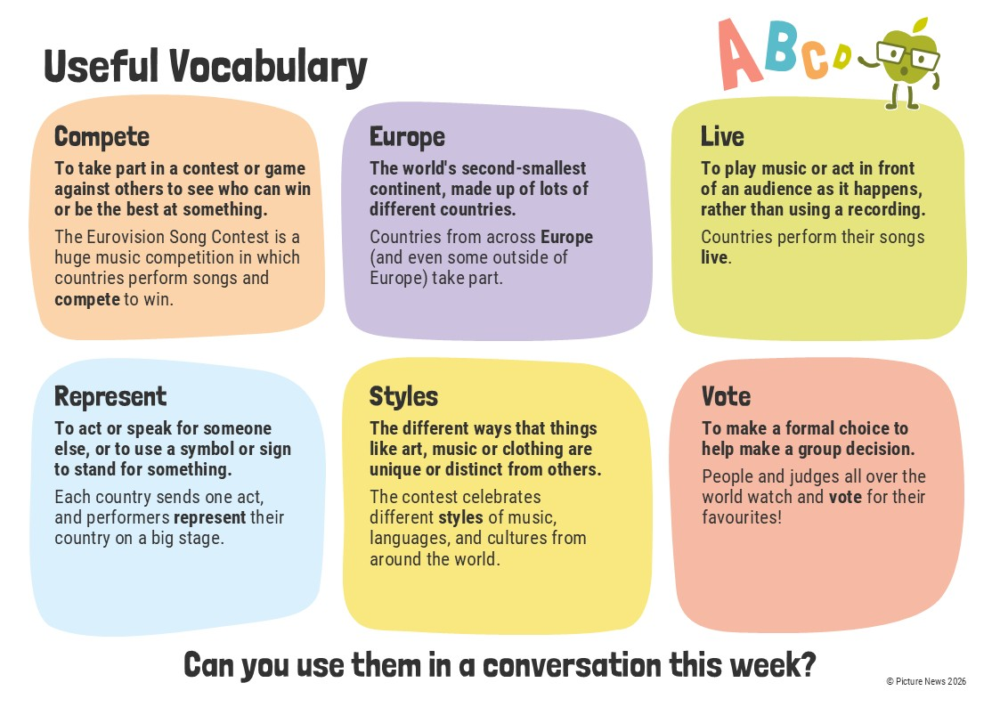 Useful Vocabulary
A B C D
Compete
To take part in a contest or game
against others to see who can win
or be the best at something.
The Eurovision Song Contest is a
huge music competition in which
countries perform songs and
compete to win.
Europe
The world's second-smallest
continent, made up of lots of
different countries.
Countries from across Europe
(and even some outside of
Europe) take part.
Live
To play music or act in front
of an audience as it happens,
rather than using a recording.
Countries perform their songs
live.
Represent
To act or speak for someone
else, or to use a symbol or sign
to stand for something.
Each country sends one act,
and performers represent their
country on a big stage.
Styles
The different ways that things
like art, music or clothing are
unique or distinct from others.
The contest celebrates
different styles of music,
languages, and cultures from
around the world.
Vote
To make a formal choice to
help make a group decision.
People and judges all over the
world watch and vote for their
favourites!
Can you use them in a conversation this week?
© Picture News 2026